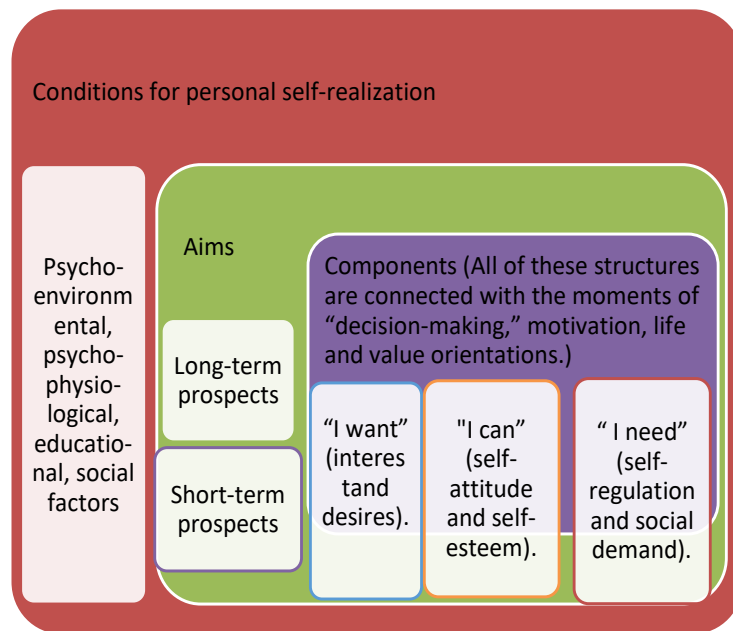 Conditions for personal self-realization
Psycho-
environm
ental,
psycho-
physio-
logical,
educatio-
nal, social
factors
Aims
Long-term
prospects
Short-term
prospects
Components (All of these structures
are connected with the moments of
“decision-making,” motivation, life
and value orientations.)
“I want”
(interes
tand
desires).
"I can”
(self-
attitude
and self-
esteem).
“ I need”
(self-
regulation
and social
demand).